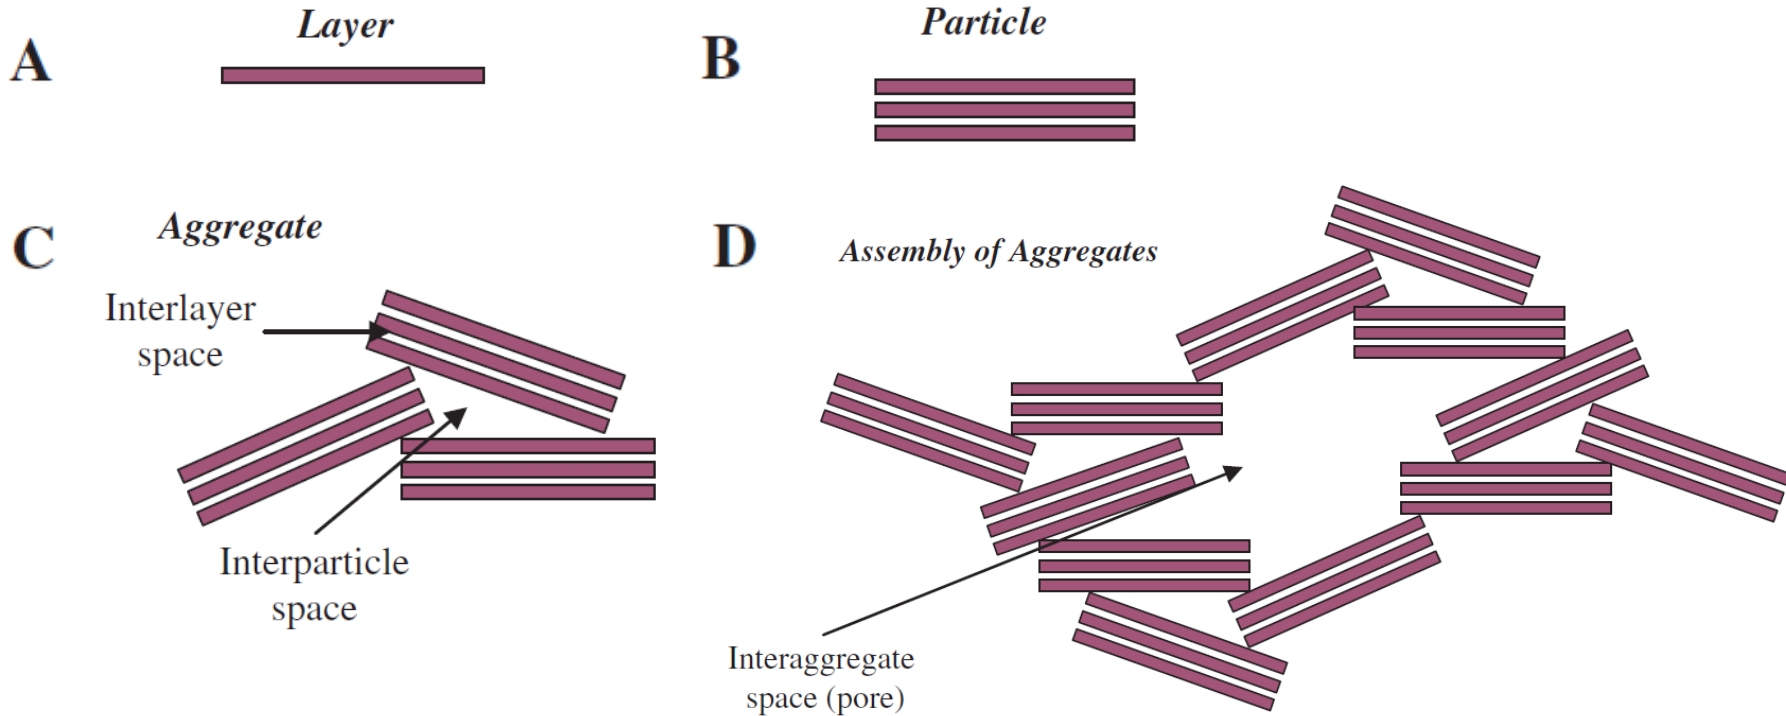 A
Layer
B
Particle
C
Aggregate
Interlayer
space
Interparticle
space
D
Assembly of Aggregates
Interaggregate
space (pore)